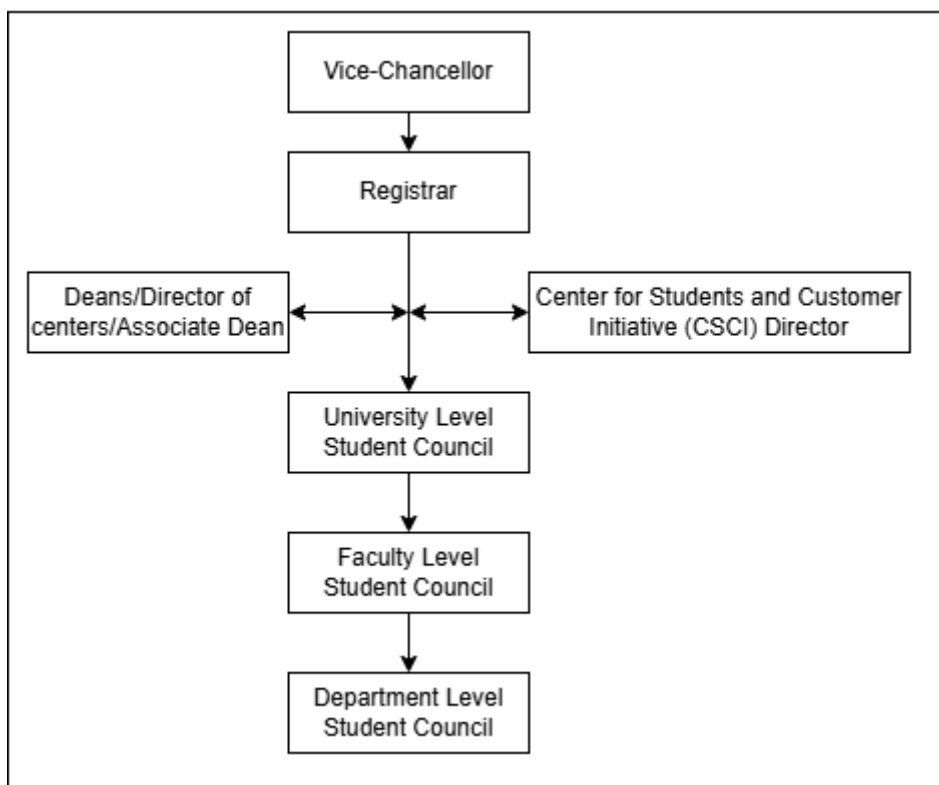 Vice-Chancellor
Registrar
Deans/Director of
centers/Associate Dean
Center for Students and Customer
Initiative (CSCI) Director
University Level
Student Council
Faculty Level
Student Council
Department Level
Student Council